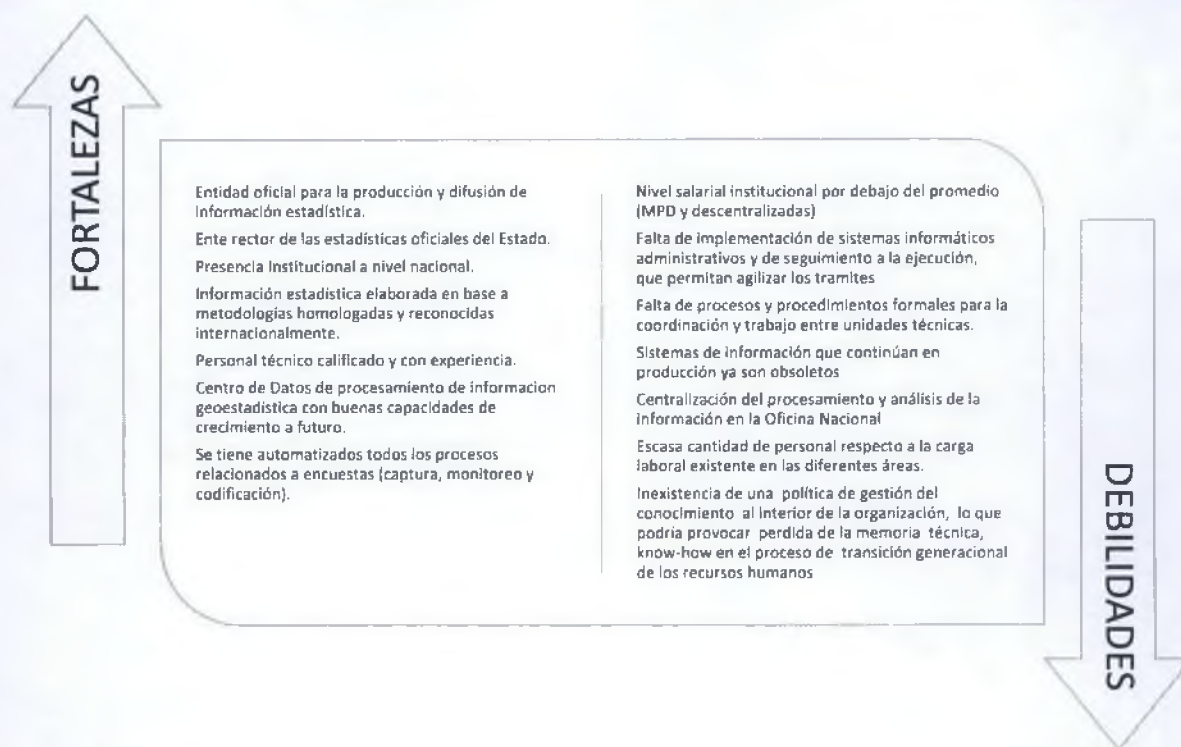 FORTALEZAS
Entidad oficial para la producción y difusión de
información estadística.
Ente rector de las estadísticas oficiales del Estado.
Presencia Institucional a nivel nacional.
Información estadística elaborada en base a
metodologías homologadas y reconocidas
internacionalmente.
Personal técnico calificado y con experiencia.
Centro de Datos de procesamiento de informacion
geoestadística con buenas capacidades de
crecimiento a futuro.
Se tiene automatizados todos los procesos
relacionados a encuestas (captura, monitoreo y
codificación).
Nivel salarial institucional por debajo del promedio
(MPD y descentralizadas)
Falta de implementación de sistemas informáticos
administrativos y de seguimiento a la ejecución,
que permitan agilizar los tramites
Falta de procesos y procedimientos formales para la
coordinación y trabajo entre unidades técnicas.
Sistemas de información que continúan en
producción ya son obsoletos
Centralización del procesamiento y análisis de la
información en la Oficina Nacional
Escasa cantidad de personal respecto a la carga
laboral existente en las diferentes áreas.
Inexistencia de una política de gestión del
conocimiento al interior de la organización, lo que
podría provocar perdida de la memoria técnica,
know-how en el proceso de transición generacional
de los recursos humanos
DEBILIDADES